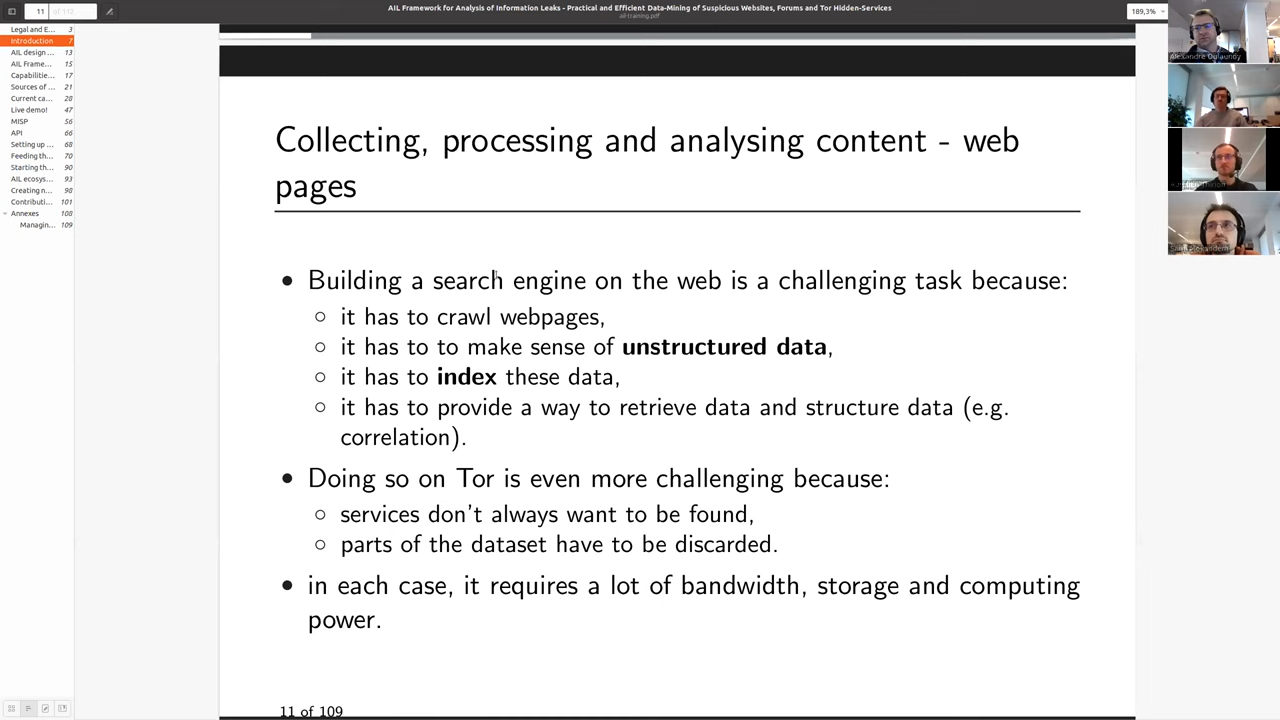 AIL Framework for Analysis of Information Leaks - Practical and Efficient Data-Mining of Suspicious Websites, Forums and Tor Hidden-Services
ail-training.pdf
11 of 112
189,3%
Legal and E... 3
Introduction 7
AIL design ... 13
AIL Frame... 15
Capabilitie... 17
Sources of ... 21
Current ca... 28
Live demo! 47
MISP 56
API 66
Setting up ... 68
Feeding th... 70
Starting th... 90
AIL ecosys... 93
Creating n... 98
Contributi... 101
Annexes 108
Managin... 109
Collecting, processing and analysing content - web
pages
• Building a search engine on the web is a challenging task because:
○ it has to crawl webpages,
○ it has to to make sense of unstructured data,
○ it has to index these data,
○ it has to provide a way to retrieve data and structure data (e.g.
correlation).
• Doing so on Tor is even more challenging because:
○ services don't always want to be found,
○ parts of the dataset have to be discarded.
• in each case, it requires a lot of bandwidth, storage and computing
power.
11 of 109
Alexandre Dulaunoy